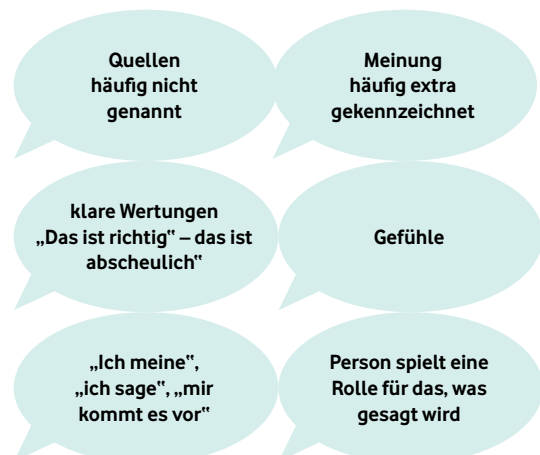 Quellen
häufig nicht
genannt
Meinung
häufig extra
gekennzeichnet
klare Wertungen
„Das ist richtig“ – das ist
abscheulich“
Gefühle
„Ich meine“,
„ich sage“, „mir
kommt es vor“
Person spielt eine
Rolle für das, was
gesagt wird